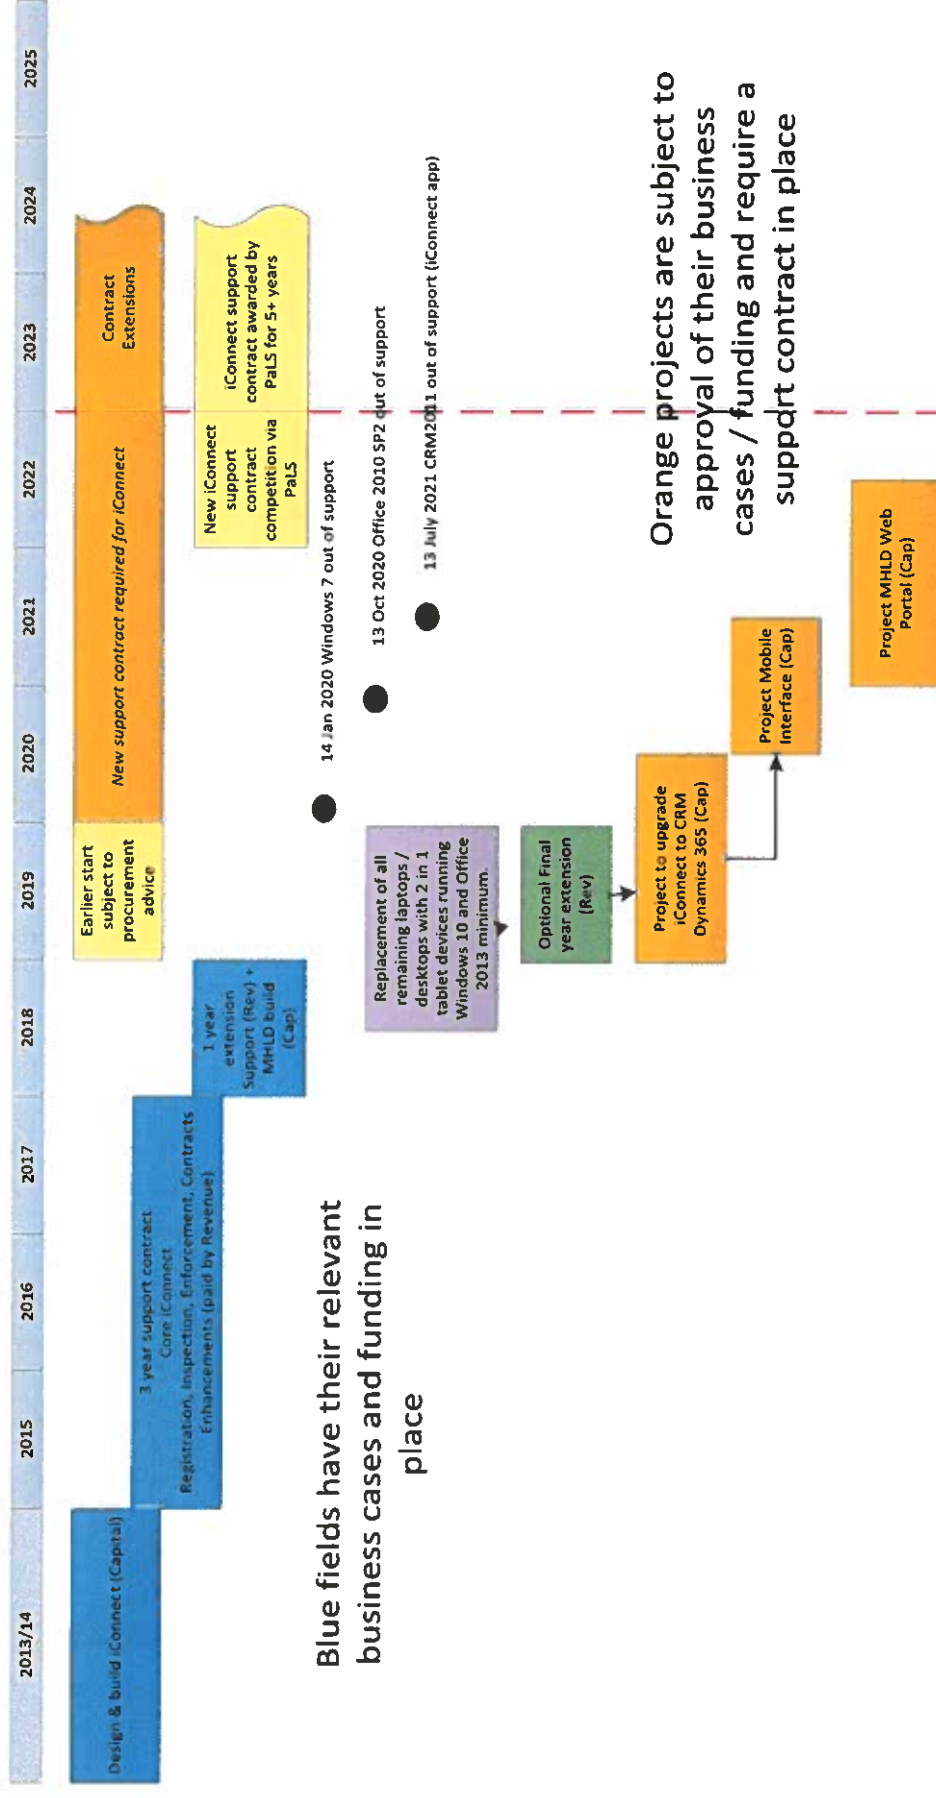 2013/14
2015
2016
2017
2018
2019
2020
2021
2022
2023
2024
2025
Design & build iConnect (Capital)
3 year support contract
Core iConnect
Registration, Inspection, Enforcement, Contracts
Enhancements (paid by Revenue)
1 year
extension
Support (Rev) +
MHLD build
(Cap)
Earlier start
subject to
procurement
advice
New support contract required for iConnect
Contract
Extensions
New iConnect
support
contract
competition via
PaLS
iConnect support
contract awarded by
PaLS for 5+ years
14 Jan 2020 Windows 7 out of support
13 Oct 2020 Office 2010 SP2 out of support
13 July 2021 CRM2011 out of support (iConnect app)
Blue fields have their relevant
business cases and funding in
place
Replacement of all
remaining laptops /
desktops with 2 in 1
tablet devices running
Windows 10 and Office
2013 minimum.
Optional Final
year extension
(Rev)
Project to upgrade
iConnect to CRM
Dynamics 365 (Cap)
Project Mobile
Interface (Cap)
Project MHLD Web
Portal (Cap)
Orange projects are subject to
approval of their business
cases / funding and require a
support contract in place